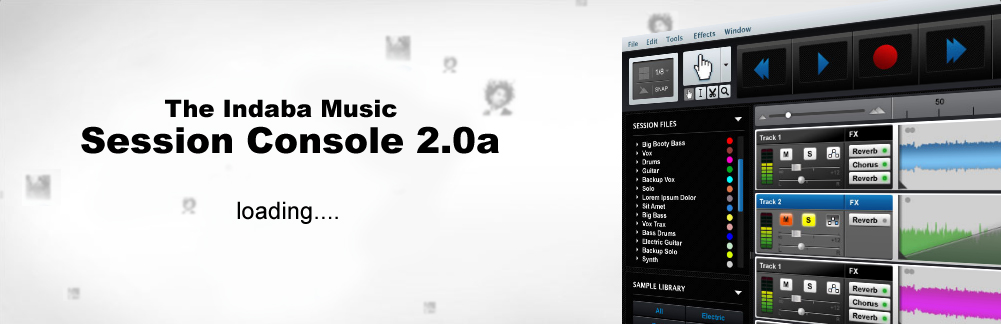 The Indaba Music
Session Console 2.0a
loading....
File Edit Tools Effects Window
1/8
SNAP
50
SESSION FILES
Big Booty Bass
Vox
Drums
Guitar
Backup Vox
Solo
Lorem Ipsum Dolor
Sit Amet
Big Bass
Vox Trax
Bass Drums
Electric Guitar
Backup Solo
Synth
SAMPLE LIBRARY
All Electric
Track 1 FX
M S Reverb
Chorus
Reverb
Track 2 FX
M S Reverb
Track 1 FX
M S Reverb
Chorus
Reverb